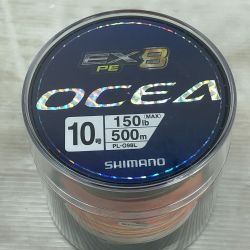 EX8
PE
OCEA
10号
150lb(MAX)
500m
PL-O98L
SHIMANO